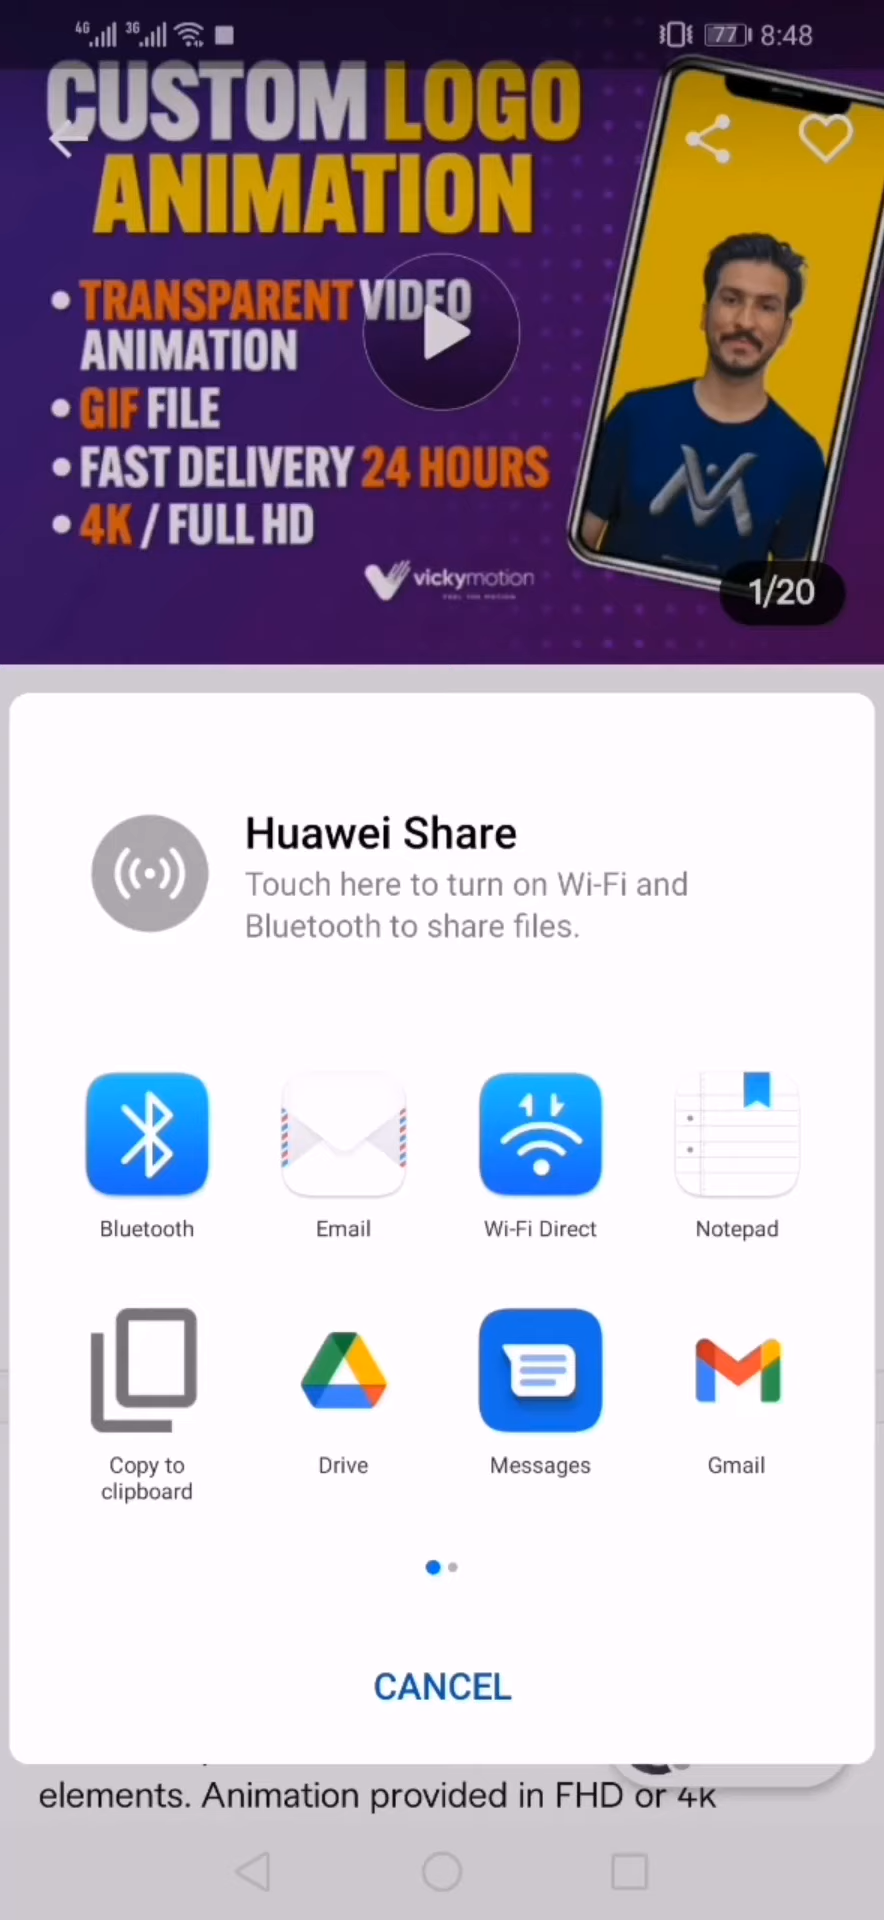 4G 3G 77 8:48
CUSTOM LOGO
ANIMATION
• TRANSPARENT VIDEO
ANIMATION
• GIF FILE
• FAST DELIVERY 24 HOURS
• 4K / FULL HD
vickymotion
FEEL THE MOTION
1/20
Huawei Share
Touch here to turn on Wi-Fi and
Bluetooth to share files.
Bluetooth Email Wi-Fi Direct Notepad
Copy to Drive Messages Gmail
clipboard
CANCEL
elements. Animation provided in FHD or 4K